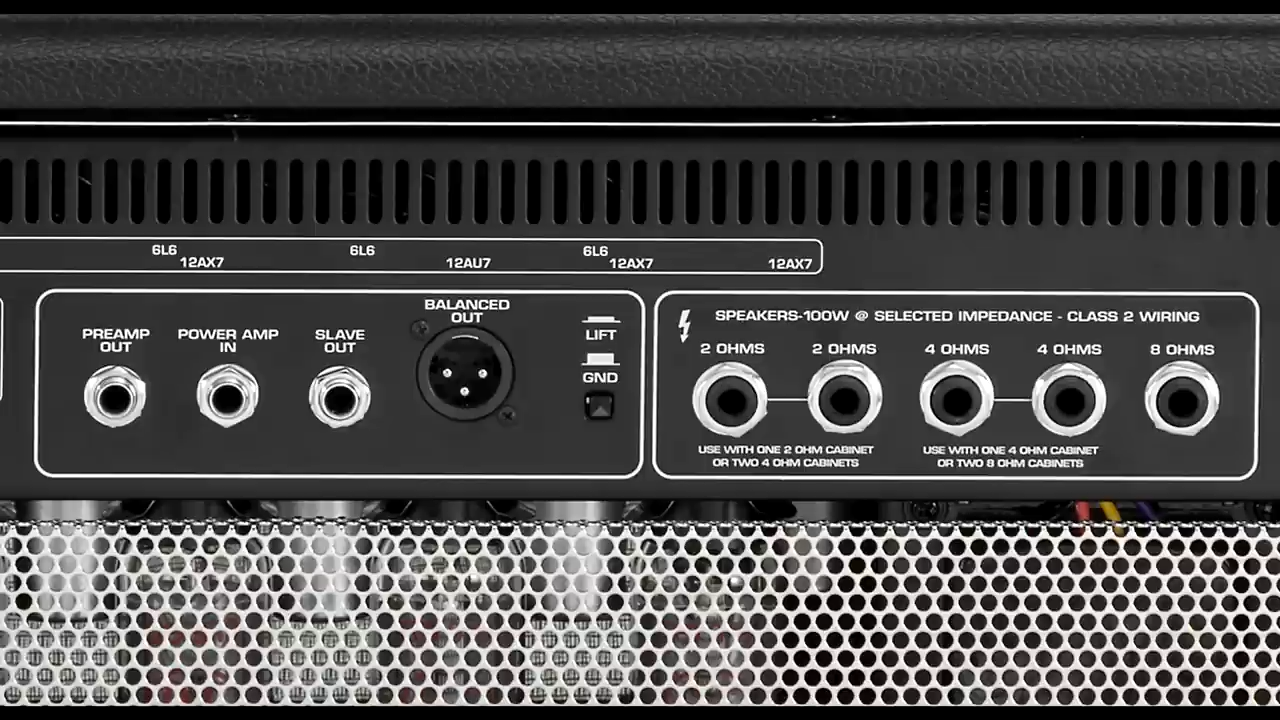 6L6 6L6 6L6
12AX7 12AU7 12AX7 12AX7
PREAMP
OUT
POWER AMP
IN
SLAVE
OUT
BALANCED
OUT
LIFT
GND
SPEAKERS-100W @ SELECTED IMPEDANCE - CLASS 2 WIRING
2 OHMS 2 OHMS 4 OHMS 4 OHMS 8 OHMS
USE WITH ONE 2 OHM CABINET
OR TWO 4 OHM CABINETS
USE WITH ONE 4 OHM CABINET
OR TWO 8 OHM CABINETS